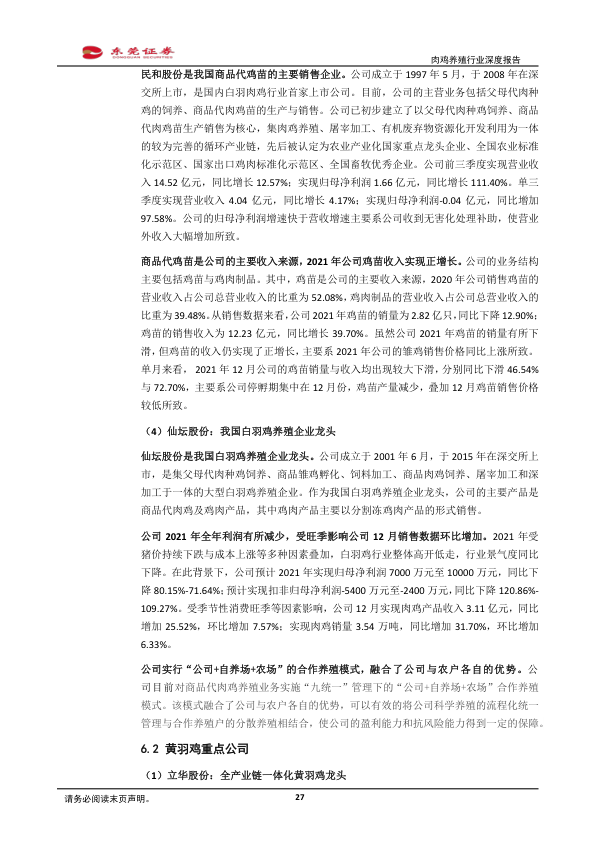 东莞证券
肉鸡养殖行业深度报告
民和股份是我国商品代鸡苗的主要销售企业。公司成立于 1997 年 5 月，于 2008 年在深
交所上市，是国内白羽肉鸡行业首家上市公司。目前，公司的主营业务包括父母代肉种
鸡的饲养、商品代肉鸡苗的生产与销售。公司已初步建立了以父母代肉种鸡饲养、商品
代肉鸡苗生产销售为核心，集肉鸡养殖、屠宰加工、有机废弃物资源化开发利用为一体
的较为完善的循环产业链，先后被认定为农业产业化国家重点龙头企业、全国农业标准
化示范区、国家出口鸡肉标准化示范区、全国畜牧优秀企业。公司前三季度实现营业收
入 14.52 亿元，同比增长 12.57%；实现归母净利润 1.66 亿元，同比增长 111.40%。单三
季度实现营业收入 4.04 亿元，同比增长 4.17%；实现归母净利润-0.04 亿元，同比增加
97.58%。公司的归母净利润增速快于营收增速主要系公司收到无害化处理补助，使营业
外收入大幅增加所致。
商品代鸡苗是公司的主要收入来源，2021 年公司鸡苗收入实现正增长。公司的业务结构
主要包括鸡苗与鸡肉制品。其中，鸡苗是公司的主要收入来源，2020 年公司销售鸡苗的
营业收入占公司总营业收入的比重为 52.08%，鸡肉制品的营业收入占公司总营业收入的
比重为 39.48%。从销售数据来看，公司 2021 年鸡苗的销量为 2.82 亿只，同比下降 12.90%；
鸡苗的销售收入为 12.23 亿元，同比增长 39.70%。虽然公司 2021 年鸡苗的销量有所下
滑，但鸡苗的收入仍实现了正增长，主要系 2021 年公司的雏鸡销售价格同比上涨所致。
单月来看， 2021 年 12 月公司的鸡苗销量与收入均出现较大下滑，分别同比下滑 46.54%
与 72.70%，主要系公司停孵期集中在 12 月份，鸡苗产量减少，叠加 12 月鸡苗销售价格
较低所致。
（4）仙坛股份：我国白羽鸡养殖企业龙头
仙坛股份是我国白羽鸡养殖企业龙头。公司成立于 2001 年 6 月，于 2015 年在深交所上
市，是集父母代肉种鸡饲养、商品雏鸡孵化、饲料加工、商品肉鸡饲养、屠宰加工和深
加工于一体的大型白羽鸡养殖企业。作为我国白羽鸡养殖企业龙头，公司的主要产品是
商品代肉鸡及鸡肉产品，其中鸡肉产品主要以分割冻鸡肉产品的形式销售。
公司 2021 年全年利润有所减少，受旺季影响公司 12 月销售数据环比增加。2021 年受
猪价持续下跌与成本上涨等多种因素叠加，白羽鸡行业整体高开低走，行业景气度同比
下降。在此背景下，公司预计 2021 年实现归母净利润 7000 万元至 10000 万元，同比下
降 80.15%-71.64%；预计实现扣非归母净利润-5400 万元至-2400 万元，同比下降 120.86%-
109.27%。受季节性消费旺季等因素影响，公司 12 月实现鸡肉产品收入 3.11 亿元，同比
增加 25.52%，环比增加 7.57%；实现肉鸡销量 3.54 万吨，同比增加 31.70%，环比增加
6.33%。
公司实行“公司+自养场+农场”的合作养殖模式，融合了公司与农户各自的优势。公
司目前对商品代肉鸡养殖业务实施“九统一”管理下的“公司+自养场+农场”合作养殖
模式。该模式融合了公司与农户各自的优势，可以有效的将公司科学养殖的流程化统一
管理与合作养殖户的分散养殖相结合，使公司的盈利能力和抗风险能力得到一定的保障。
6.2 黄羽鸡重点公司
（1）立华股份：全产业链一体化黄羽鸡龙头
请务必阅读末页声明。
27